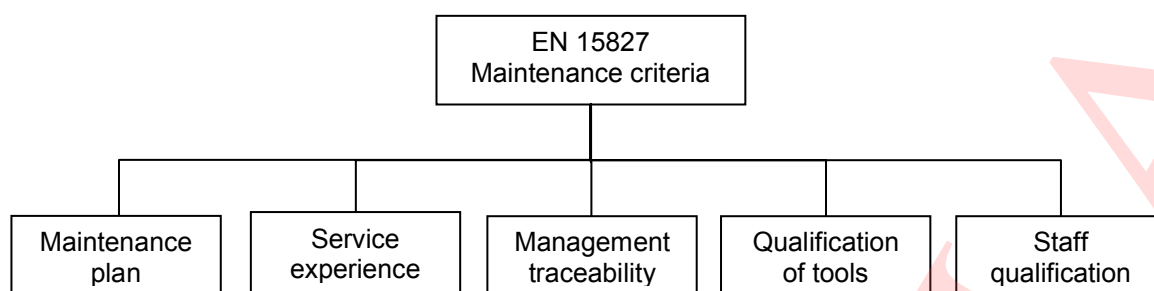 EN 15827
Maintenance criteria
Maintenance
plan
Service
experience
Management
traceability
Qualification
of tools
Staff
qualification